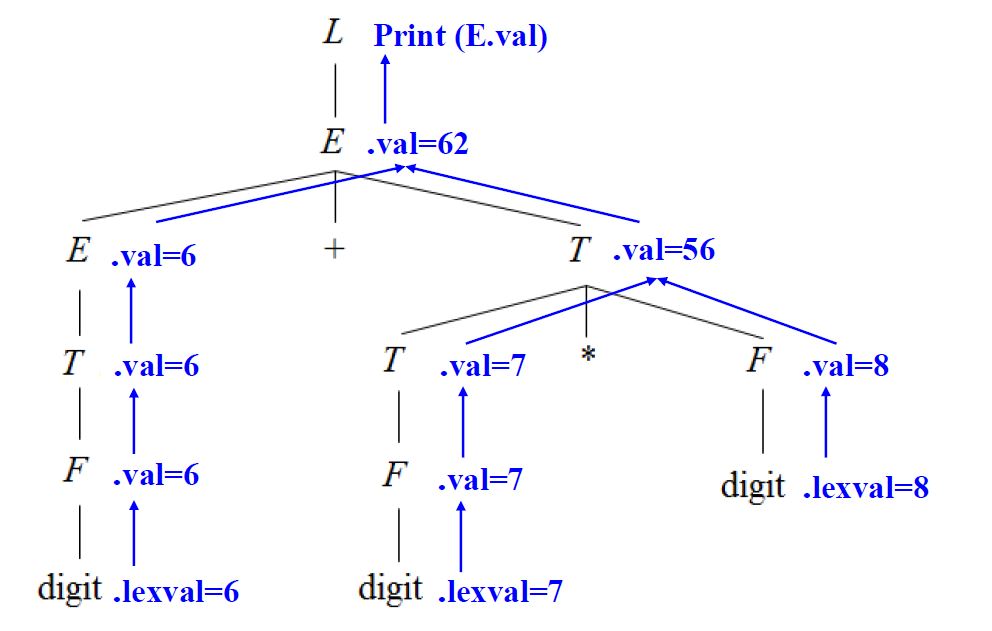 L Print (E.val)
E .val=62
E .val=6 + T .val=56
T .val=6 T .val=7 * F .val=8
F .val=6 F .val=7 digit .lexval=8
digit .lexval=6 digit .lexval=7